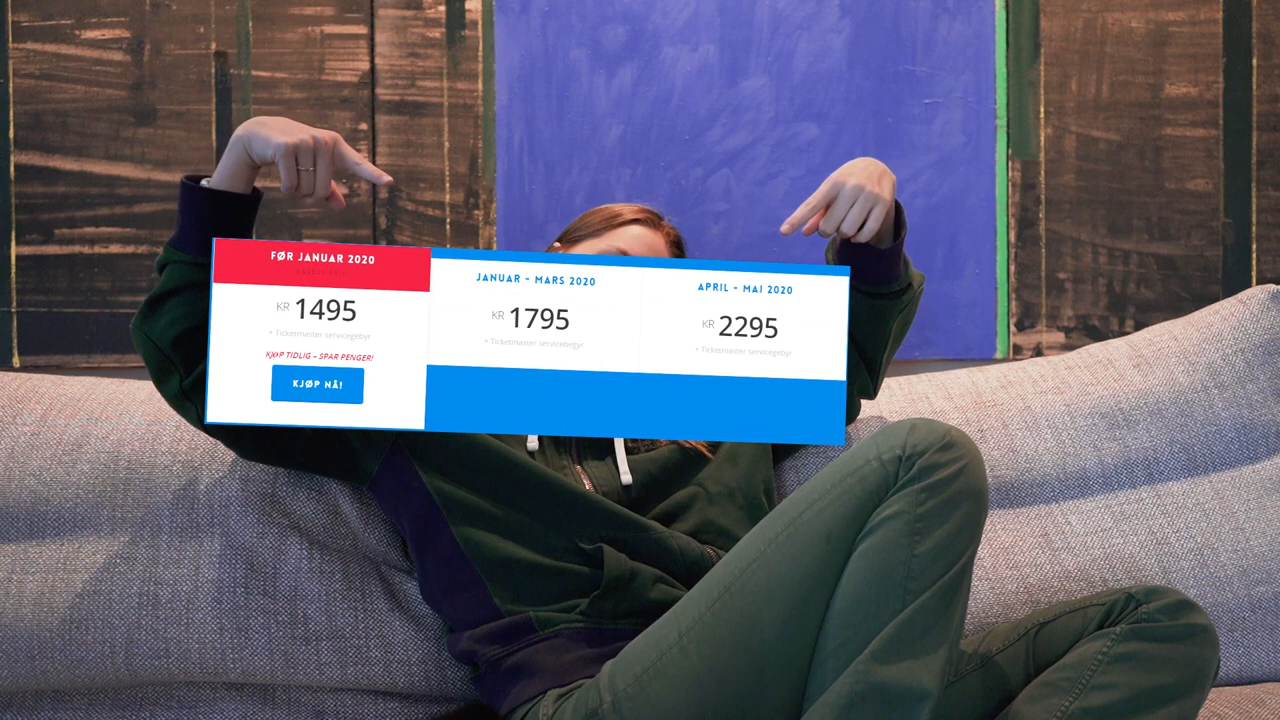 FØR JANUAR 2020
KR 1495
+ Ticketmaster servicegebyr
KJØP TIDLIG – SPAR PENGER!
KJØP NÅ!
JANUAR - MARS 2020
KR 1795
+ Ticketmaster servicebegyr
APRIL - MAI 2020
KR 2295
+ Ticketmaster servicegebyr